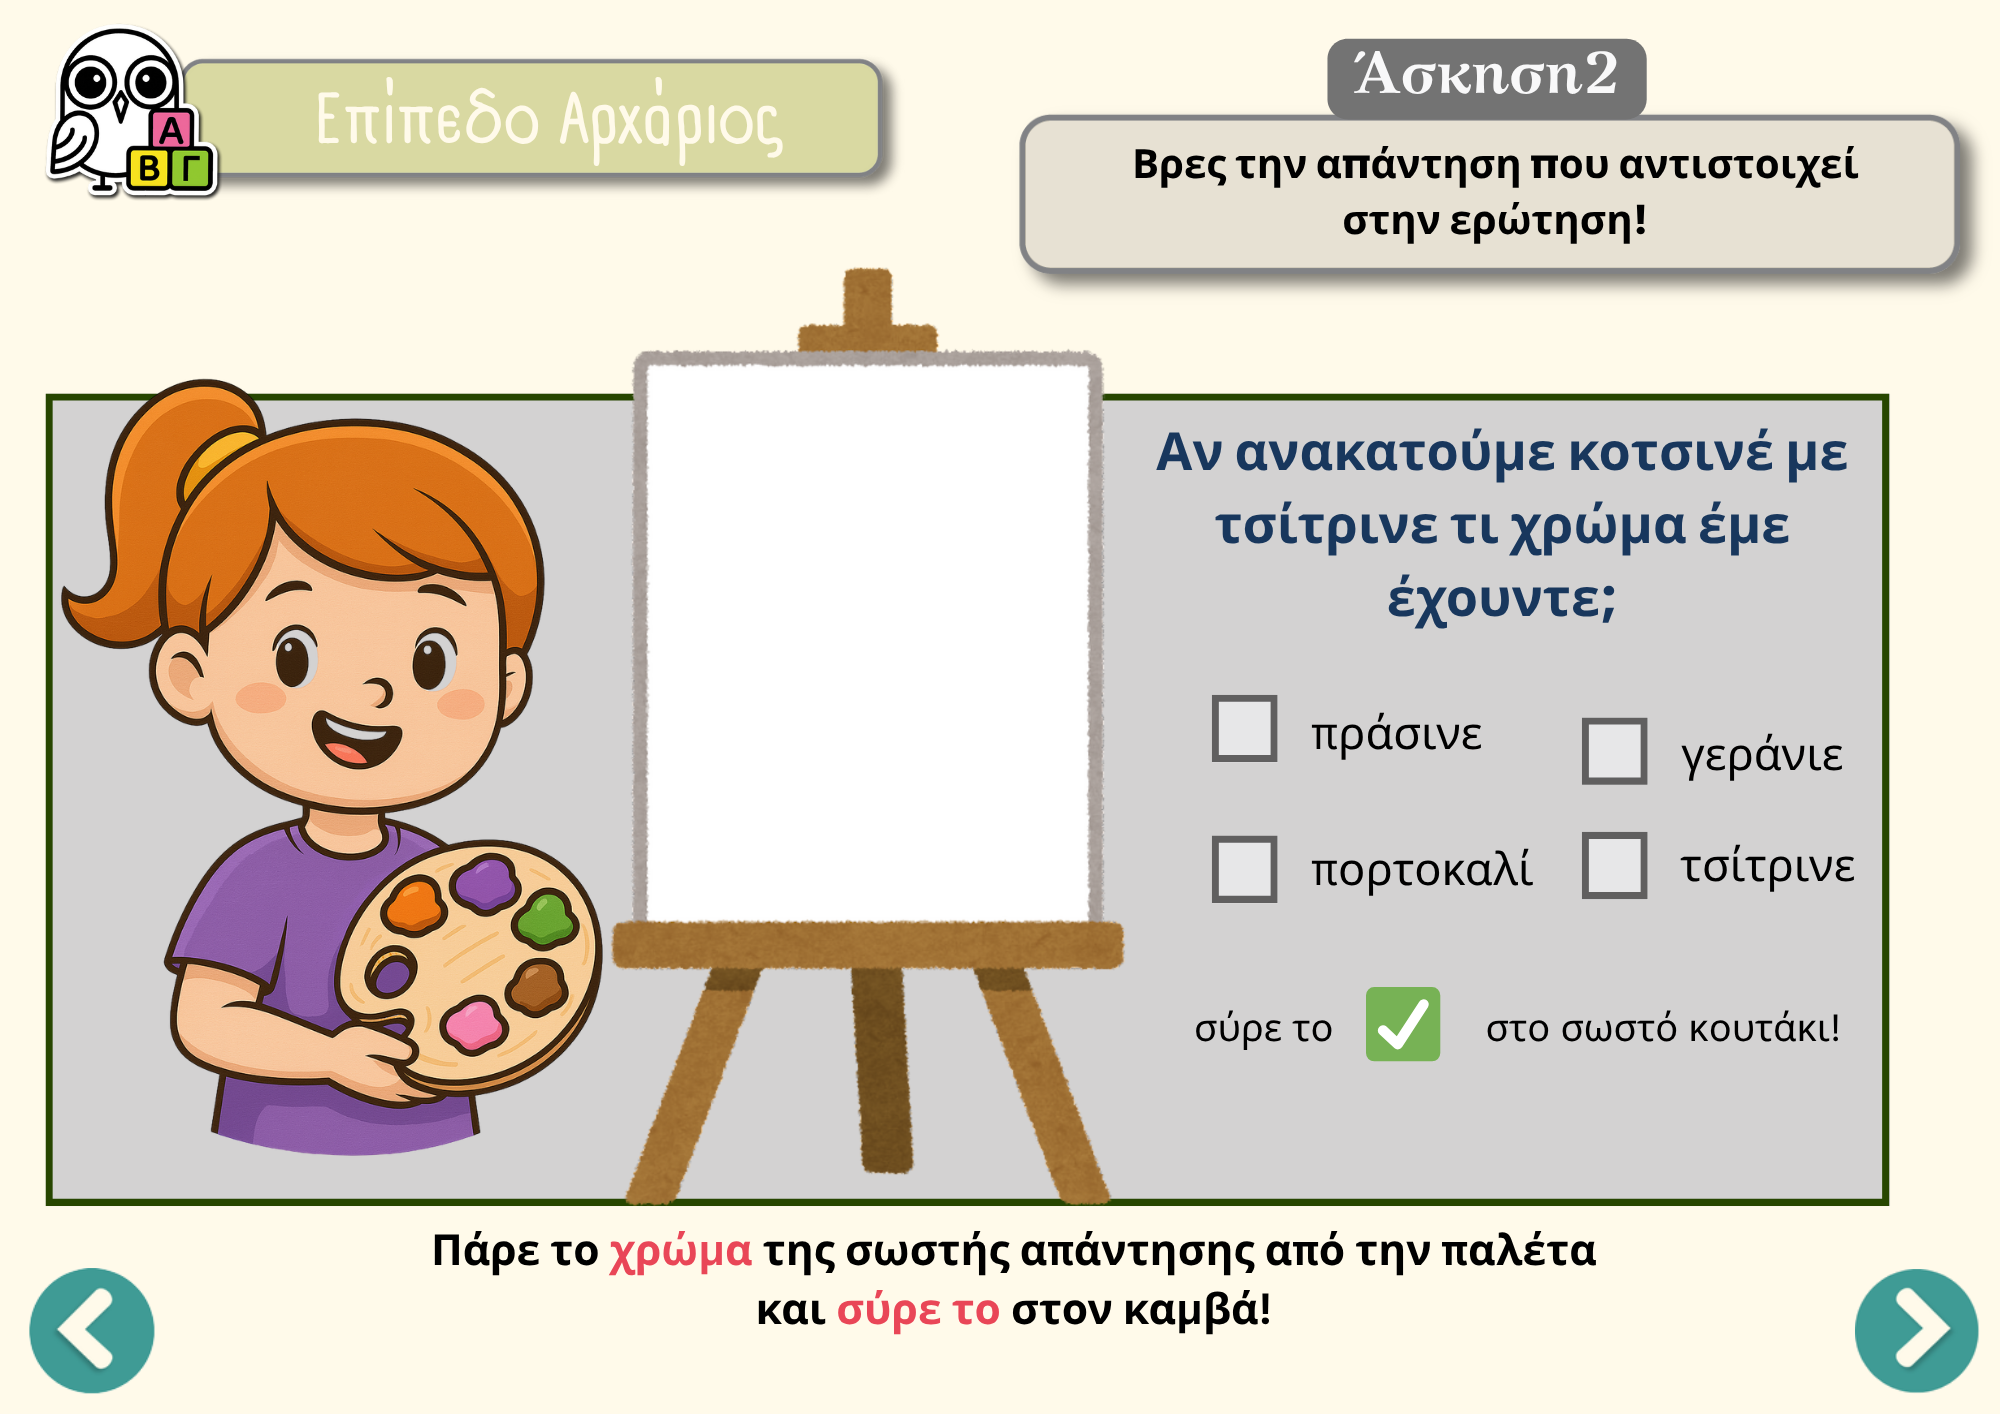 Α
Β Γ
Επίπεδο Αρχάριος
Άσκηση2
Βρες την απάντηση που αντιστοιχεί
στην ερώτηση!
Αν ανακατούμε κοτσινέ με
τσίτρινε τι χρώμα έμε
έχουντε;
πράσινε
γεράνιε
πορτοκαλί
τσίτρινε
σύρε το στο σωστό κουτάκι!
Πάρε το χρώμα της σωστής απάντησης από την παλέτα
και σύρε το στον καμβά!